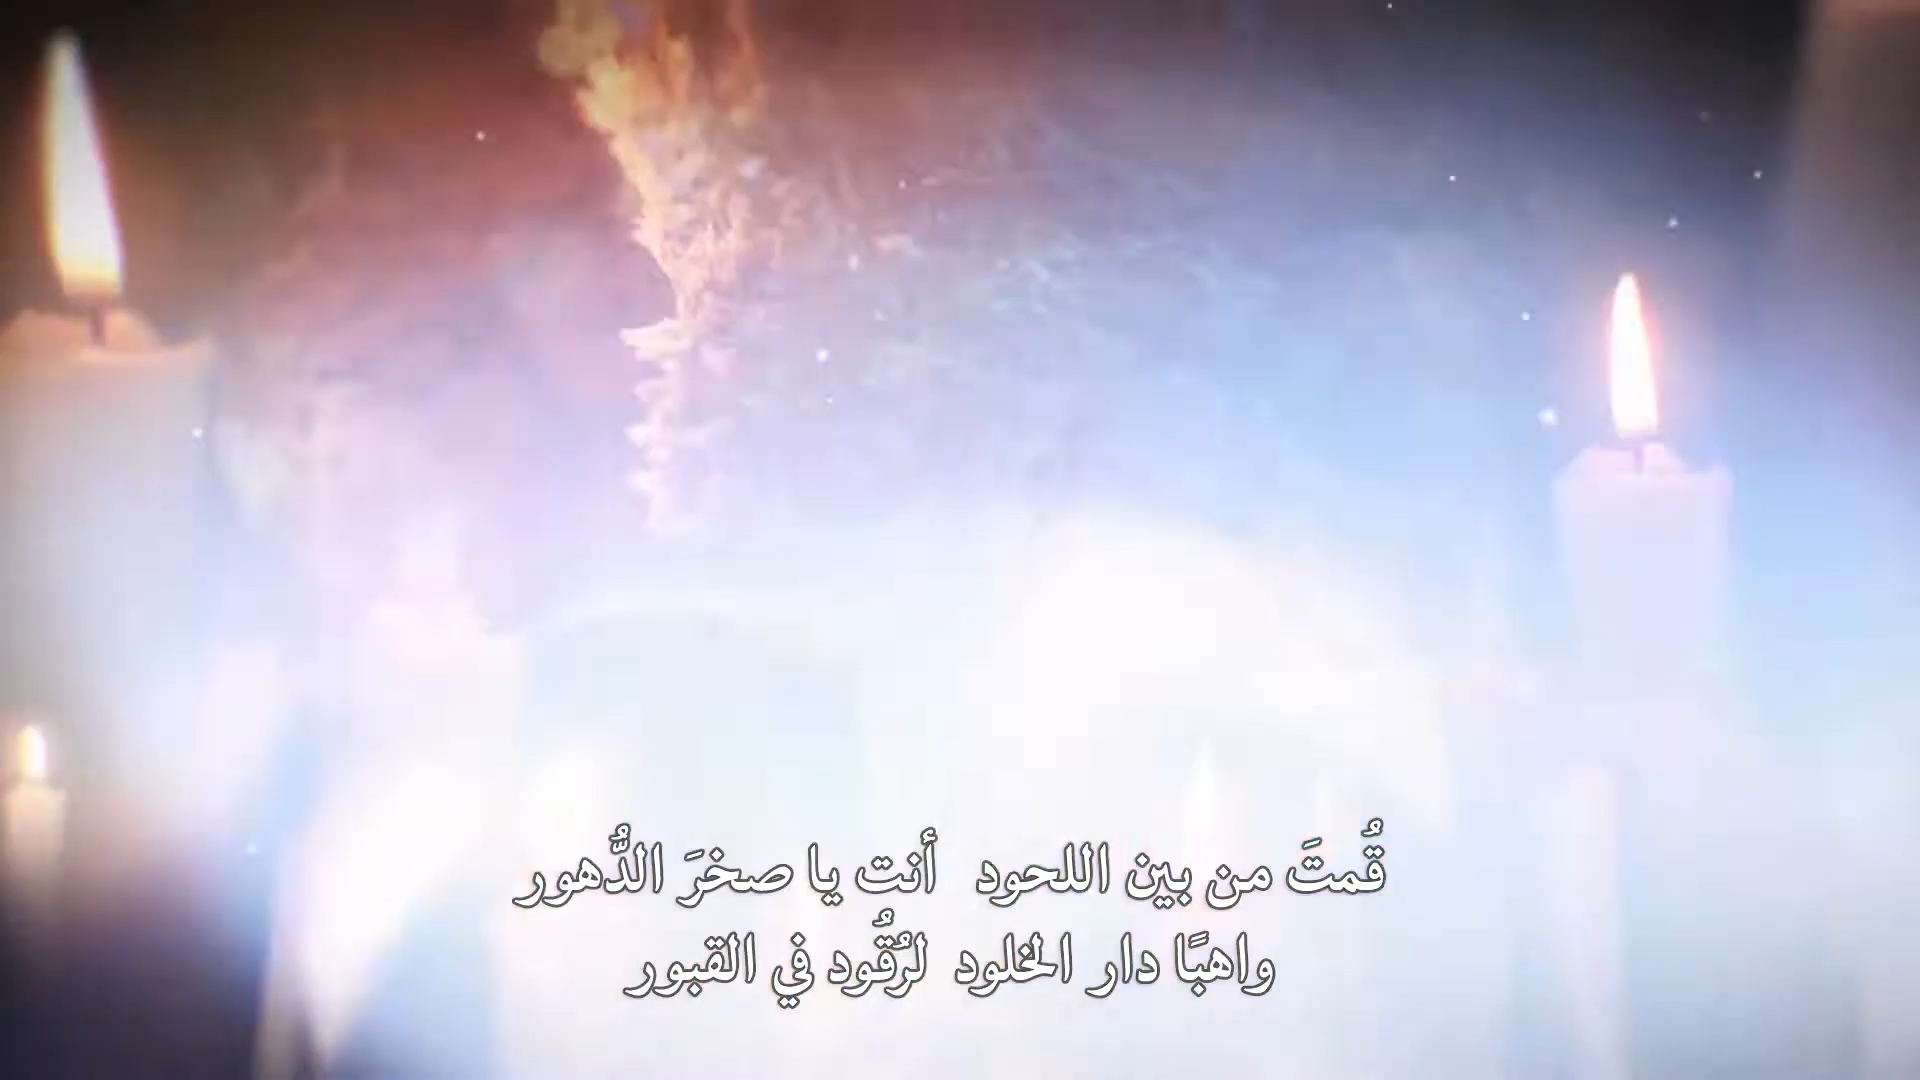 قُمتَ من بين اللحود أنت يا صخرَ الدُّهور
واهبًا دار الخلود لرُقُود في القبور